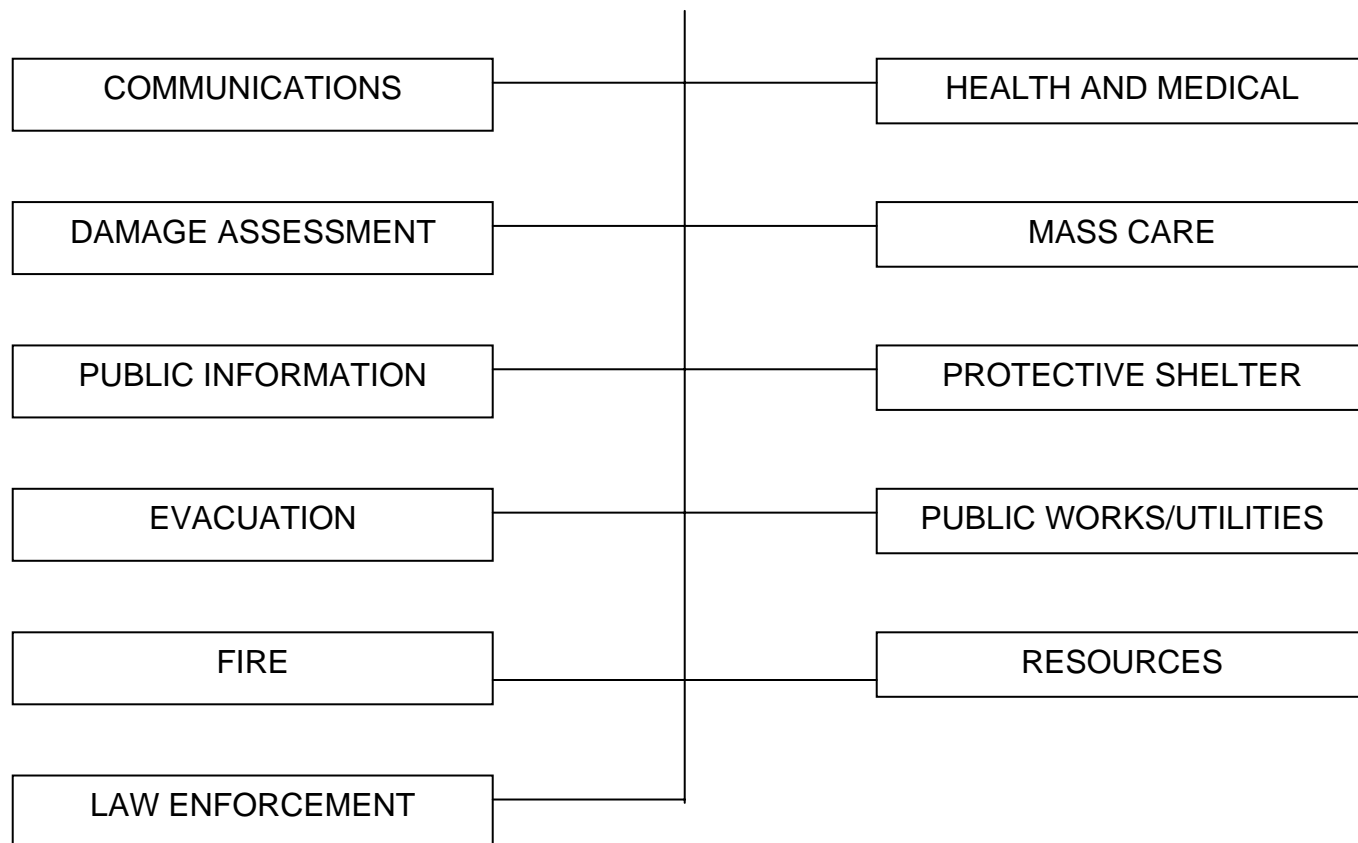 COMMUNICATIONS
HEALTH AND MEDICAL
DAMAGE ASSESSMENT
MASS CARE
PUBLIC INFORMATION
PROTECTIVE SHELTER
EVACUATION
PUBLIC WORKS/UTILITIES
FIRE
RESOURCES
LAW ENFORCEMENT